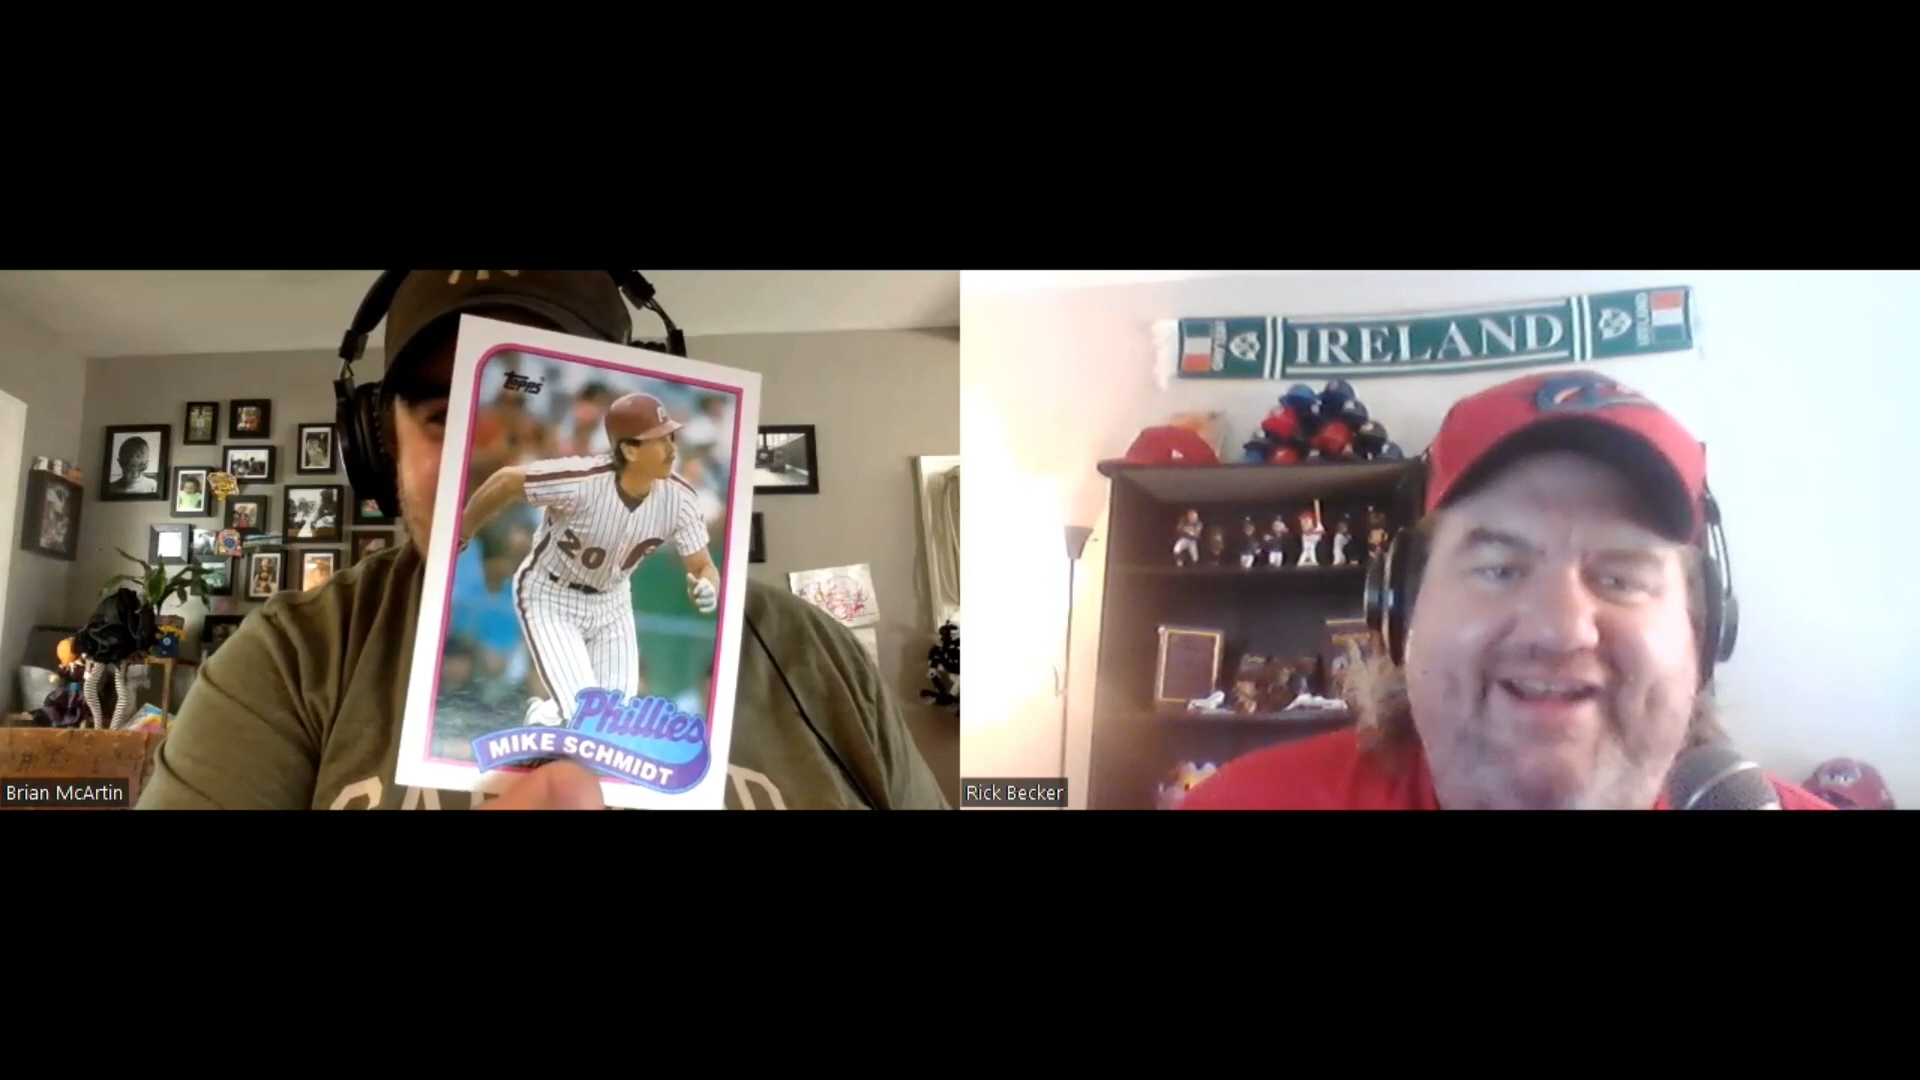 Topps
20
Phillies
MIKE SCHMIDT
Brian McArtin
IRELAND
Rick Becker